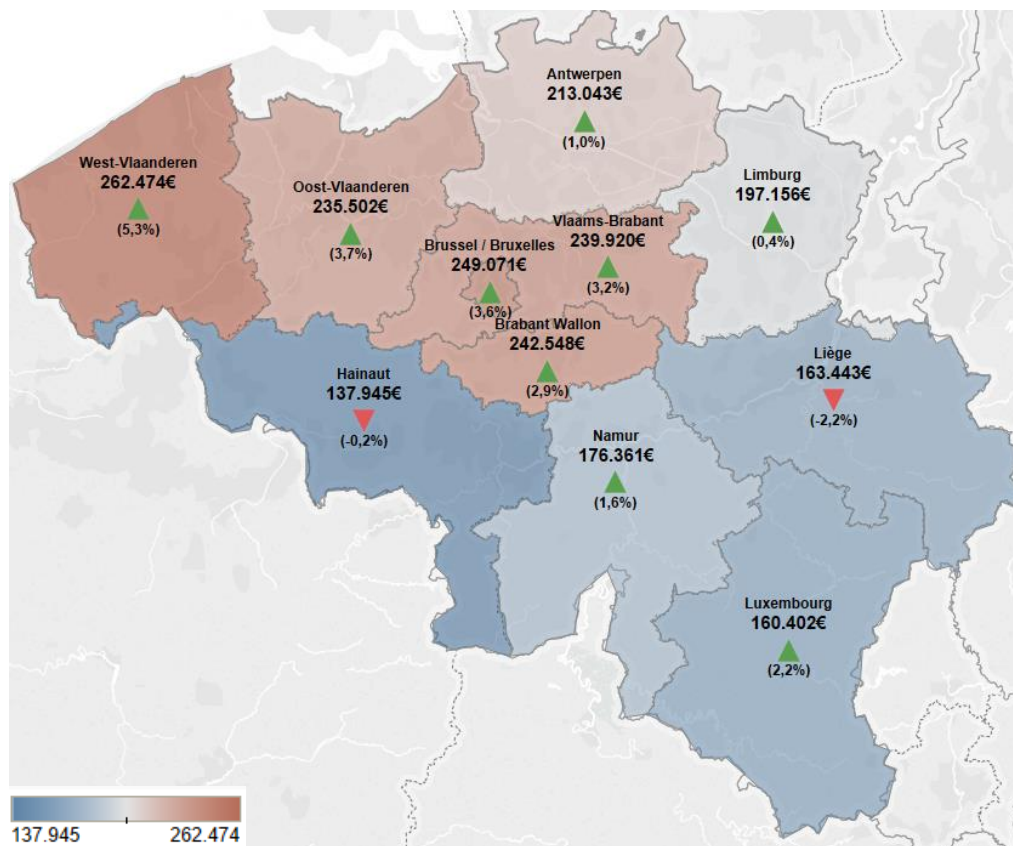 Antwerpen
213.043€
(1,0%)
West-Vlaanderen
262.474€
(5,3%)
Oost-Vlaanderen
235.502€
(3,7%)
Limburg
197.156€
(0,4%)
Vlaams-Brabant
239.920€
(3,2%)
Brussel / Bruxelles
249.071€
(3,6%)
Brabant Wallon
242.548€
(2,9%)
Hainaut
137.945€
(-0,2%)
Liège
163.443€
(-2,2%)
Namur
176.361€
(1,6%)
Luxembourg
160.402€
(2,2%)
137.945 262.474